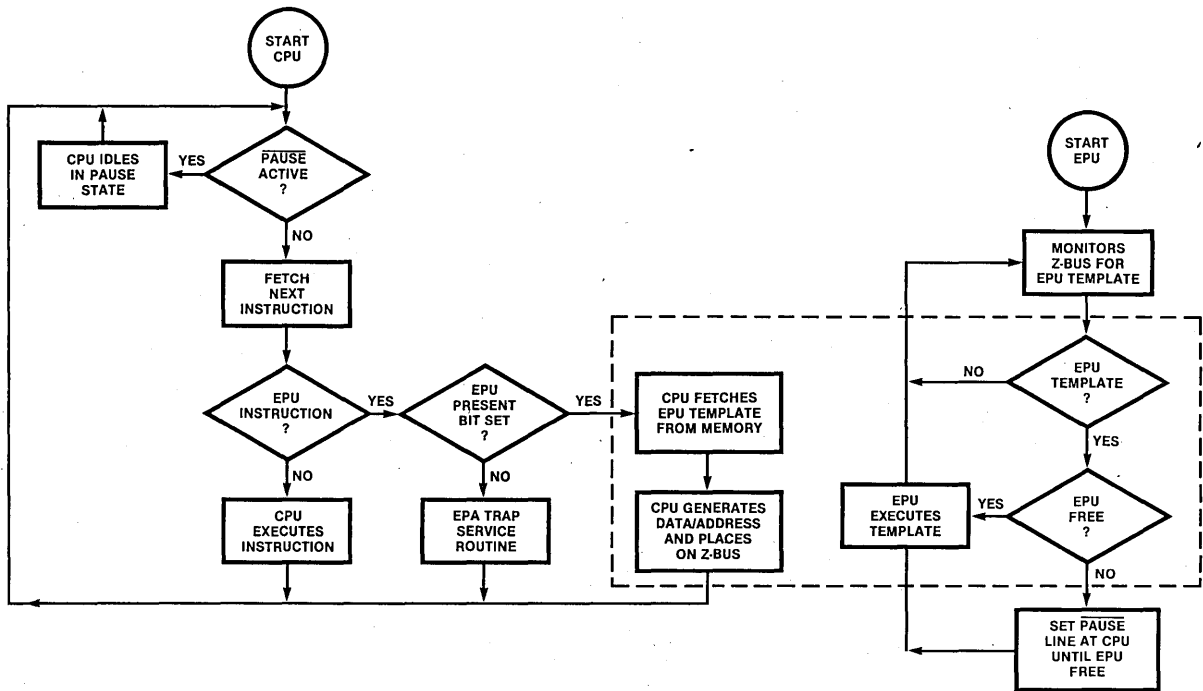 START
CPU
PAUSE
ACTIVE
?
YES
CPU IDLES
IN PAUSE
STATE
NO
FETCH
NEXT
INSTRUCTION
EPU
INSTRUCTION
?
YES
NO
CPU
EXECUTES
INSTRUCTION
EPU
PRESENT
BIT SET
?
YES
NO
EPA TRAP
SERVICE
ROUTINE
CPU FETCHES
EPU TEMPLATE
FROM MEMORY
CPU GENERATES
DATA/ADDRESS
AND PLACES
ON Z-BUS
START
EPU
MONITORS
Z-BUS FOR
EPU TEMPLATE
EPU
TEMPLATE
?
NO
YES
EPU
FREE
?
YES
EPU
EXECUTES
TEMPLATE
NO
SET PAUSE
LINE AT CPU
UNTIL EPU
FREE